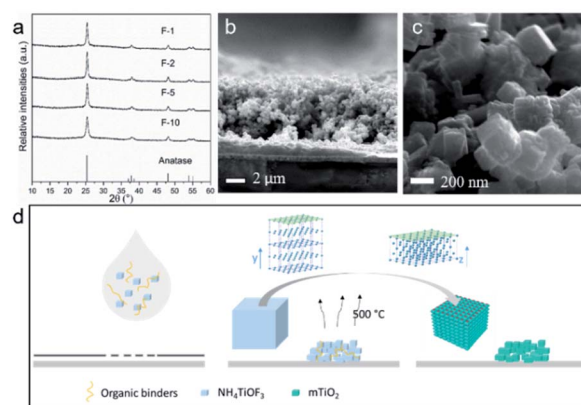 a
Relative intensities (a.u.)
F-1
F-2
F-5
F-10
Anatase
10 15 20 25 30 35 40 45 50 55 60
2θ (°)
b
2 μm
c
200 nm
d
y
z
500 °C
Organic binders
NH₄TiOF₃
mTiO₂